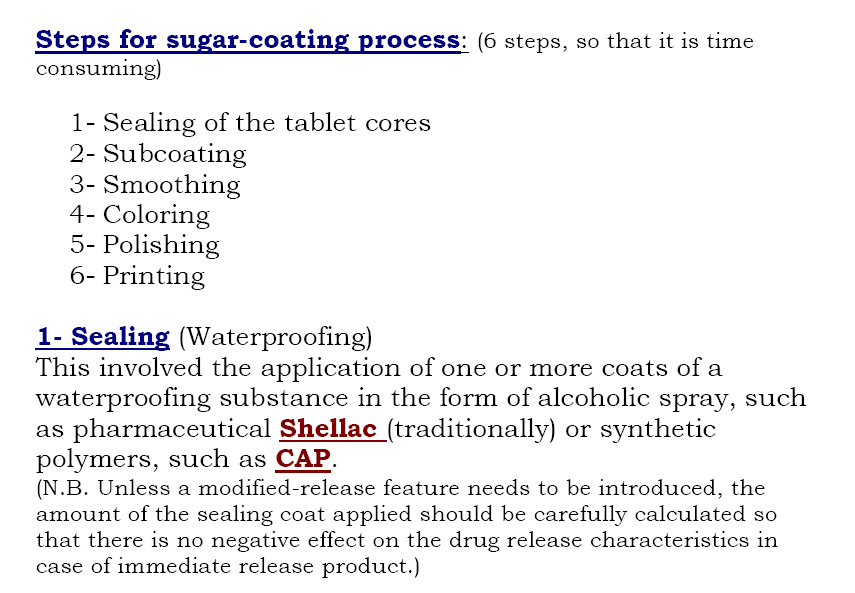 Steps for sugar-coating process: (6 steps, so that it is time
consuming)
1- Sealing of the tablet cores
2- Subcoating
3- Smoothing
4- Coloring
5- Polishing
6- Printing
1- Sealing (Waterproofing)
This involved the application of one or more coats of a
waterproofing substance in the form of alcoholic spray, such
as pharmaceutical Shellac (traditionally) or synthetic
polymers, such as CAP.
(N.B. Unless a modified-release feature needs to be introduced, the
amount of the sealing coat applied should be carefully calculated so
that there is no negative effect on the drug release characteristics in
case of immediate release product.)